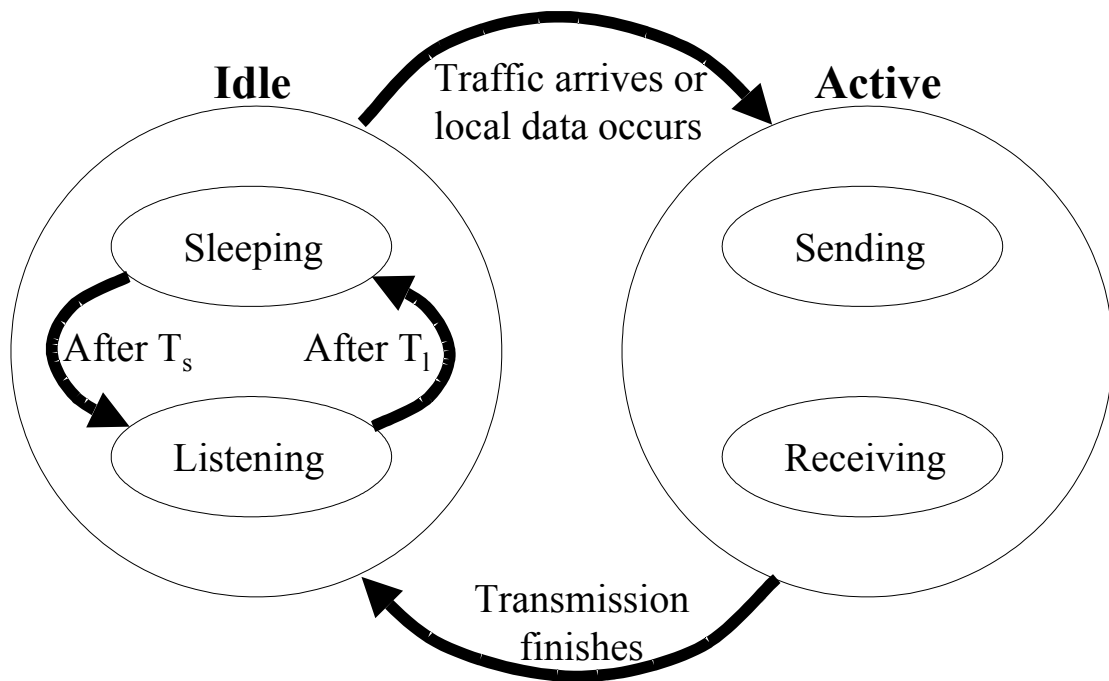 Idle
Traffic arrives or
local data occurs
Active
Sleeping
Sending
After Tₛ
After Tₗ
Listening
Receiving
Transmission
finishes